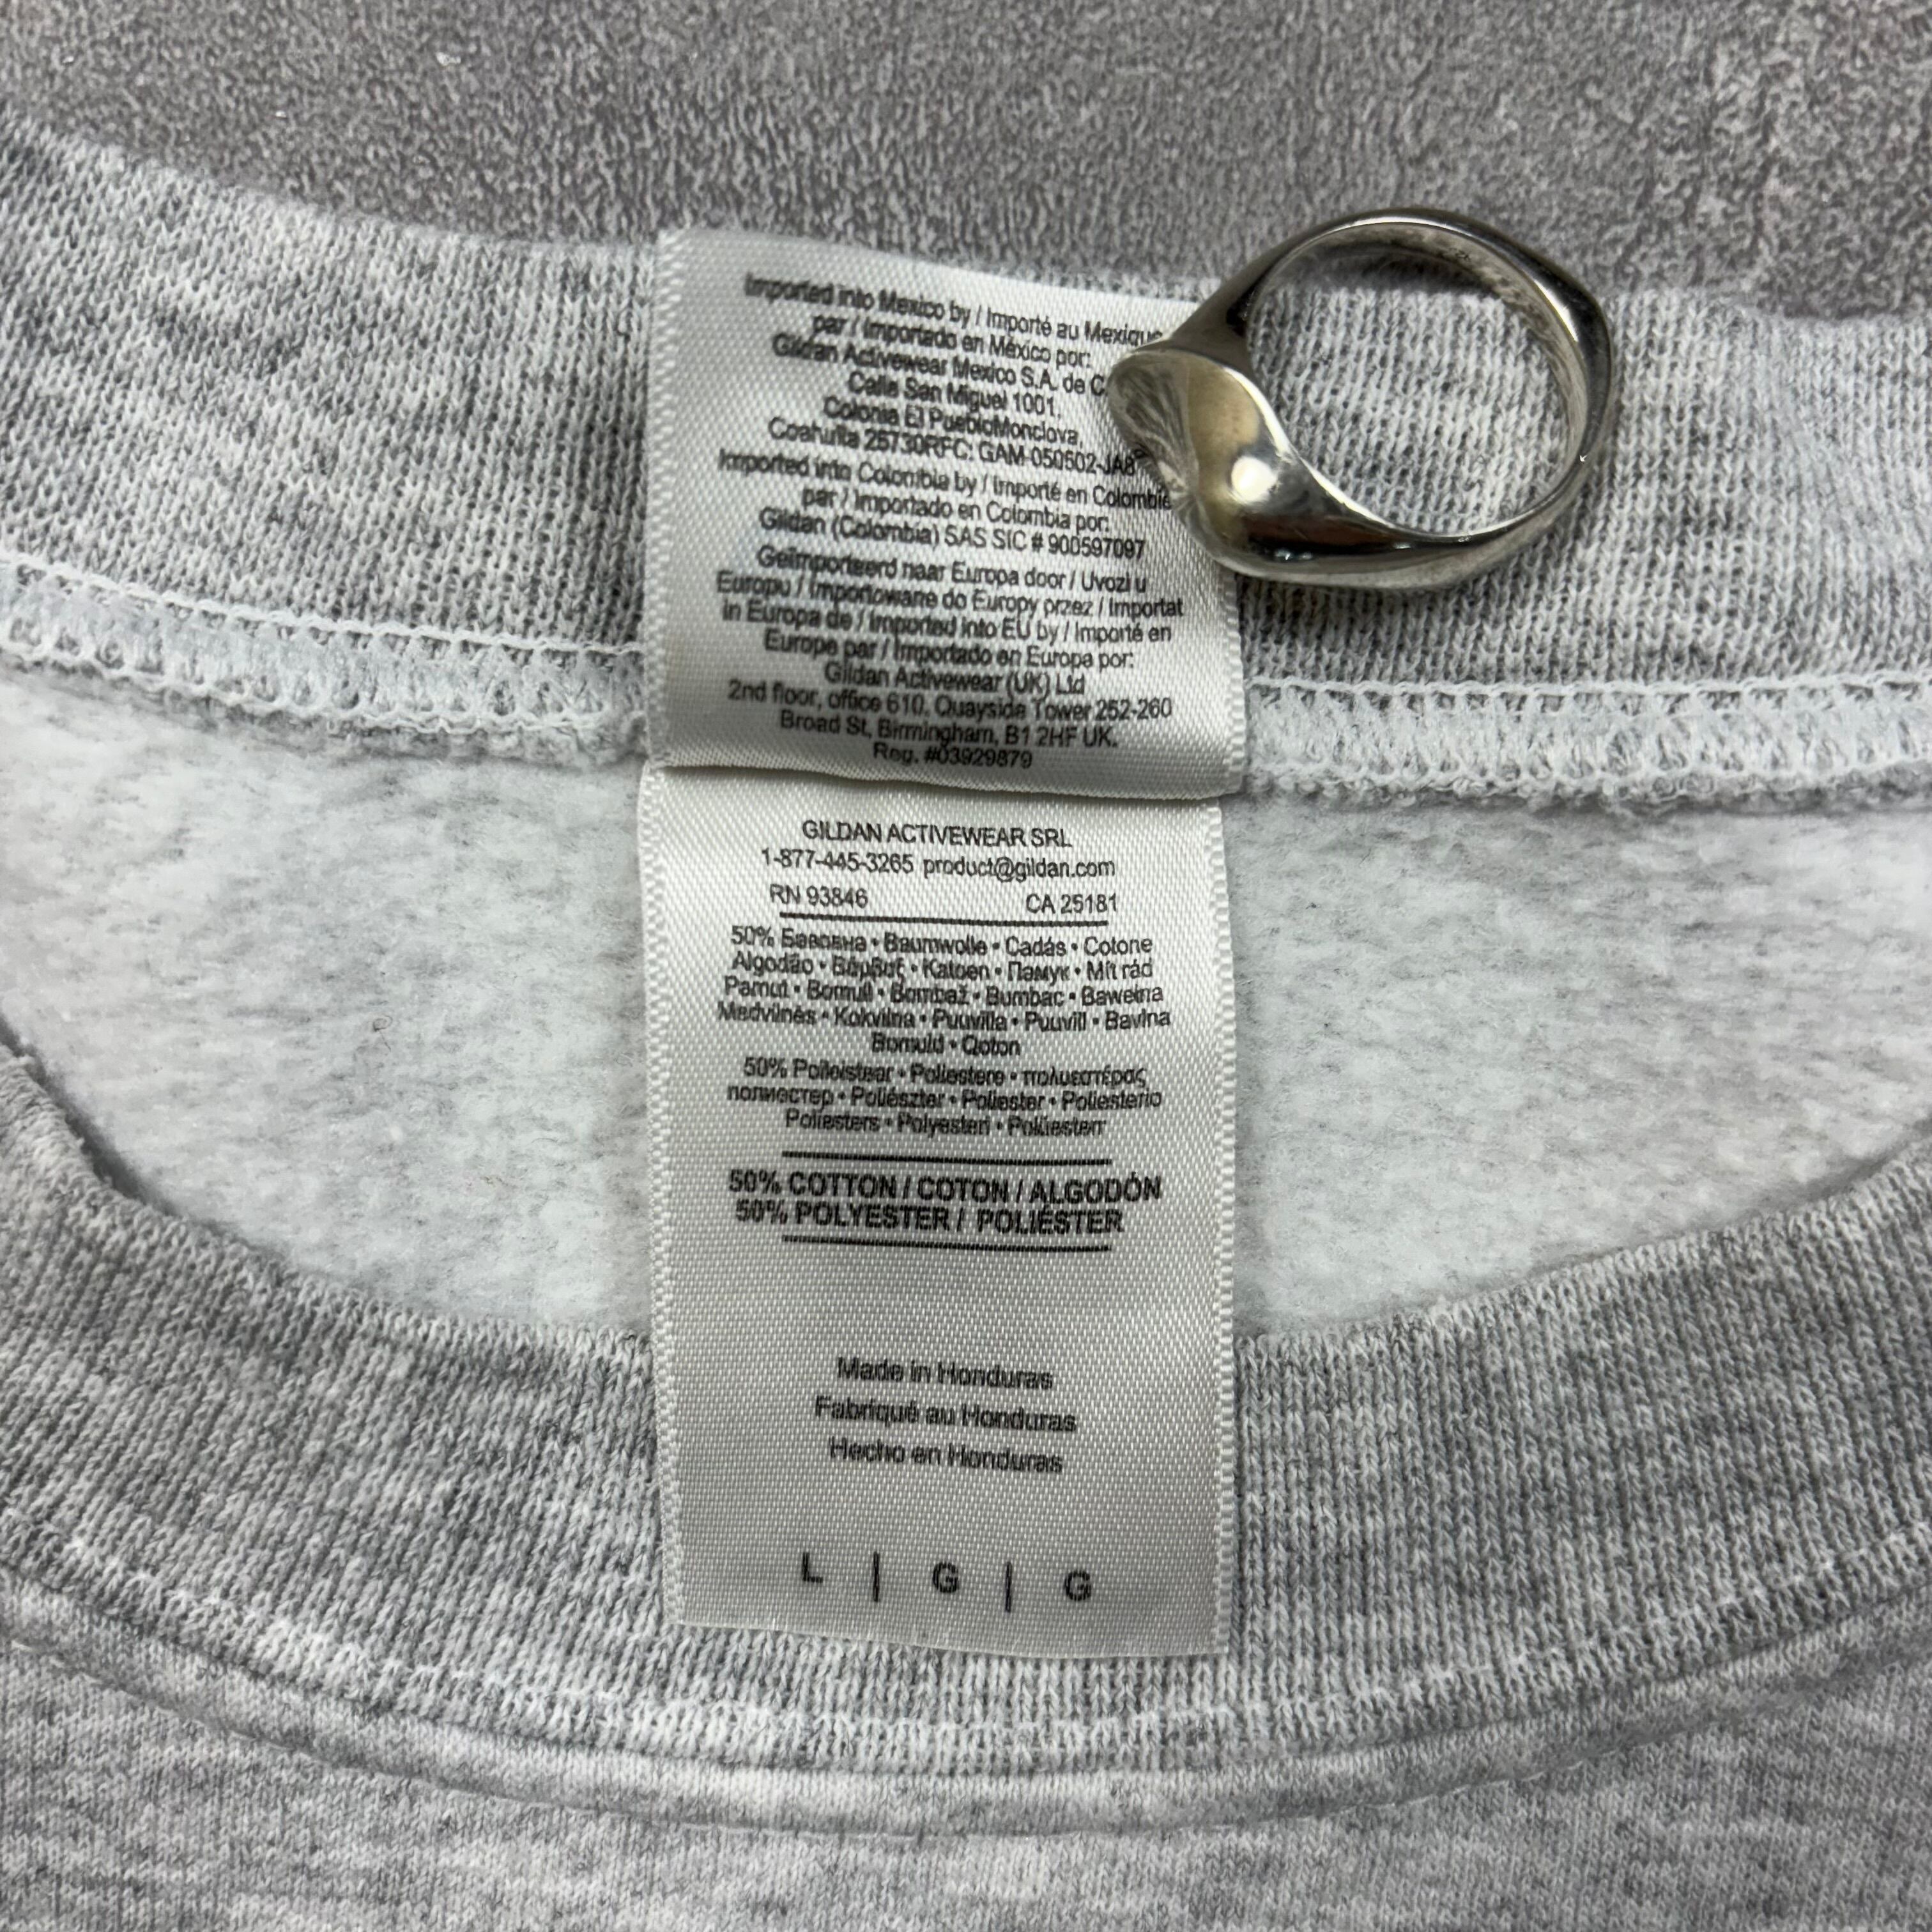 Imported into Mexico by / Importé au Mexique
par / Importado en México por:
Gildan Activewear Mexico S.A. de C
Calle San Miguel 1001,
Colonia El PuebloMonclova,
Coahuila 25730RFC: GAM-050502-JA8
Imported into Colombia by / Importé en Colombie
par / Importado en Colombia por:
Gildan (Colombia) SAS SIC # 900597097
Geïmporteerd naar Europa door / Uvozi u
Europu / Importowane do Europy przez / Importat
in Europa de / Imported into EU by / Importé en
Europe par / Importado en Europa por:
Gildan Activewear (UK) Ltd
2nd floor, office 610, Quayside Tower 252-260
Broad St, Birmingham, B1 2HF UK.
Reg. #03929879
GILDAN ACTIVEWEAR SRL
1-877-445-3265 product@gildan.com
RN 93846 CA 25181
50% Бавовна • Baumwolle • Cadás • Cotone
Algodão • Βάμβαξ • Katoen • Памук • Mít rád
Pamut • Bomull • Bombaž • Bumbac • Bawełna
Medvilnės • Kokvilna • Puuvilla • Puuvill • Bavlna
Bomuld • Qoton
50% Poileistear • Poliestere • πολυεστέρας
полиестер • Poliészter • Poliester • Poliesterio
Poliesters • Polyesteri • Poliiesterr
50% COTTON / COTON / ALGODÓN
50% POLYESTER / POLIÉSTER
Made in Honduras
Fabriqué au Honduras
Hecho en Honduras
L | G | G